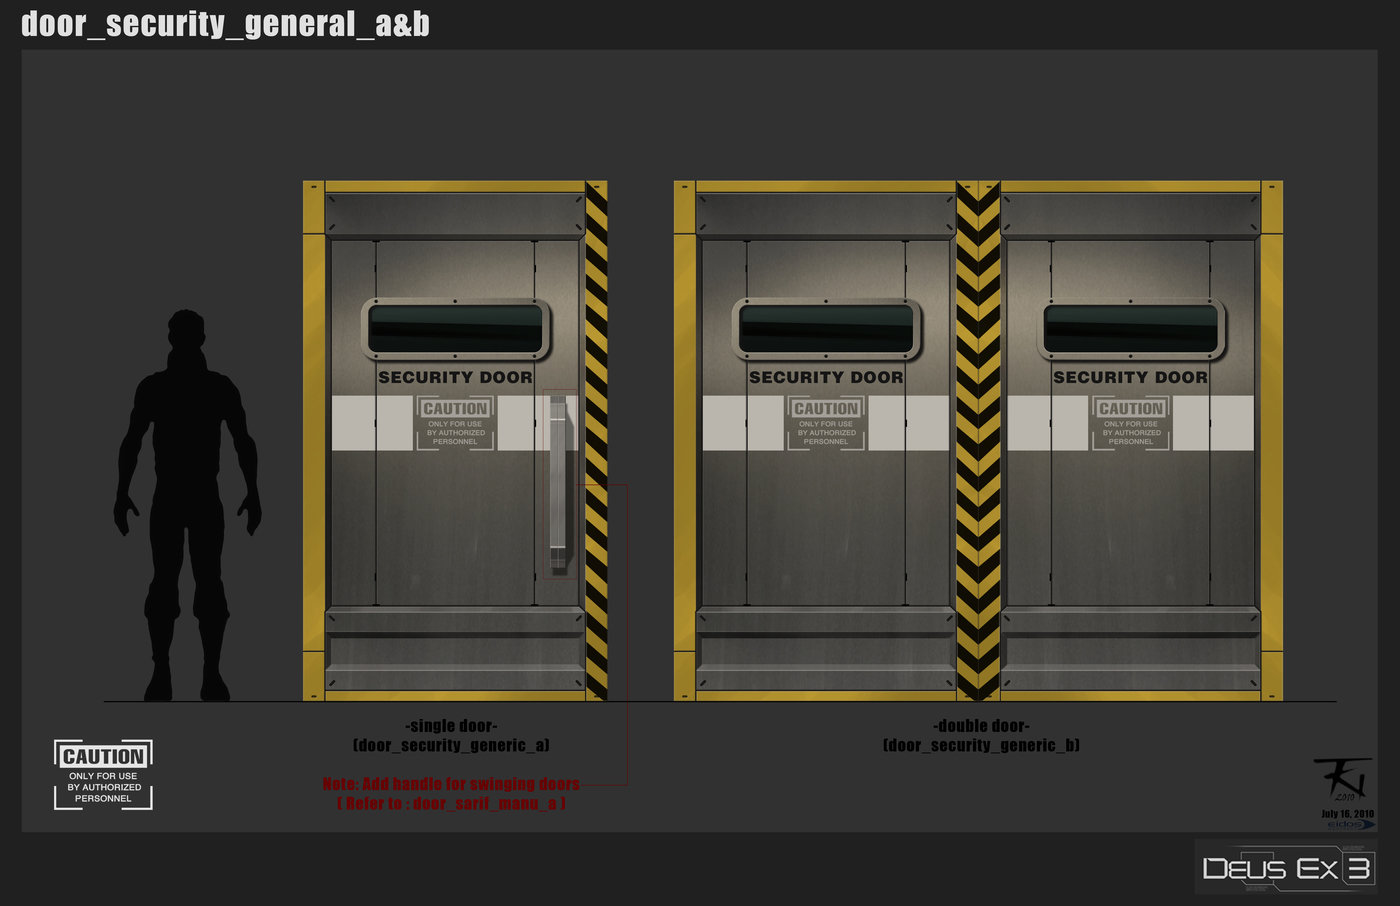 door_security_general_a&b
SECURITY DOOR
CAUTION
ONLY FOR USE
BY AUTHORIZED
PERSONNEL
SECURITY DOOR
CAUTION
ONLY FOR USE
BY AUTHORIZED
PERSONNEL
SECURITY DOOR
CAUTION
ONLY FOR USE
BY AUTHORIZED
PERSONNEL
-single door-
(door_security_generic_a)
-double door-
(door_security_generic_b)
CAUTION
ONLY FOR USE
BY AUTHORIZED
PERSONNEL
Note: Add handle for swinging doors
[ Refer to : door_sarif_manu_a ]
2010
July 16, 2010
eidos
DEUS EX 3